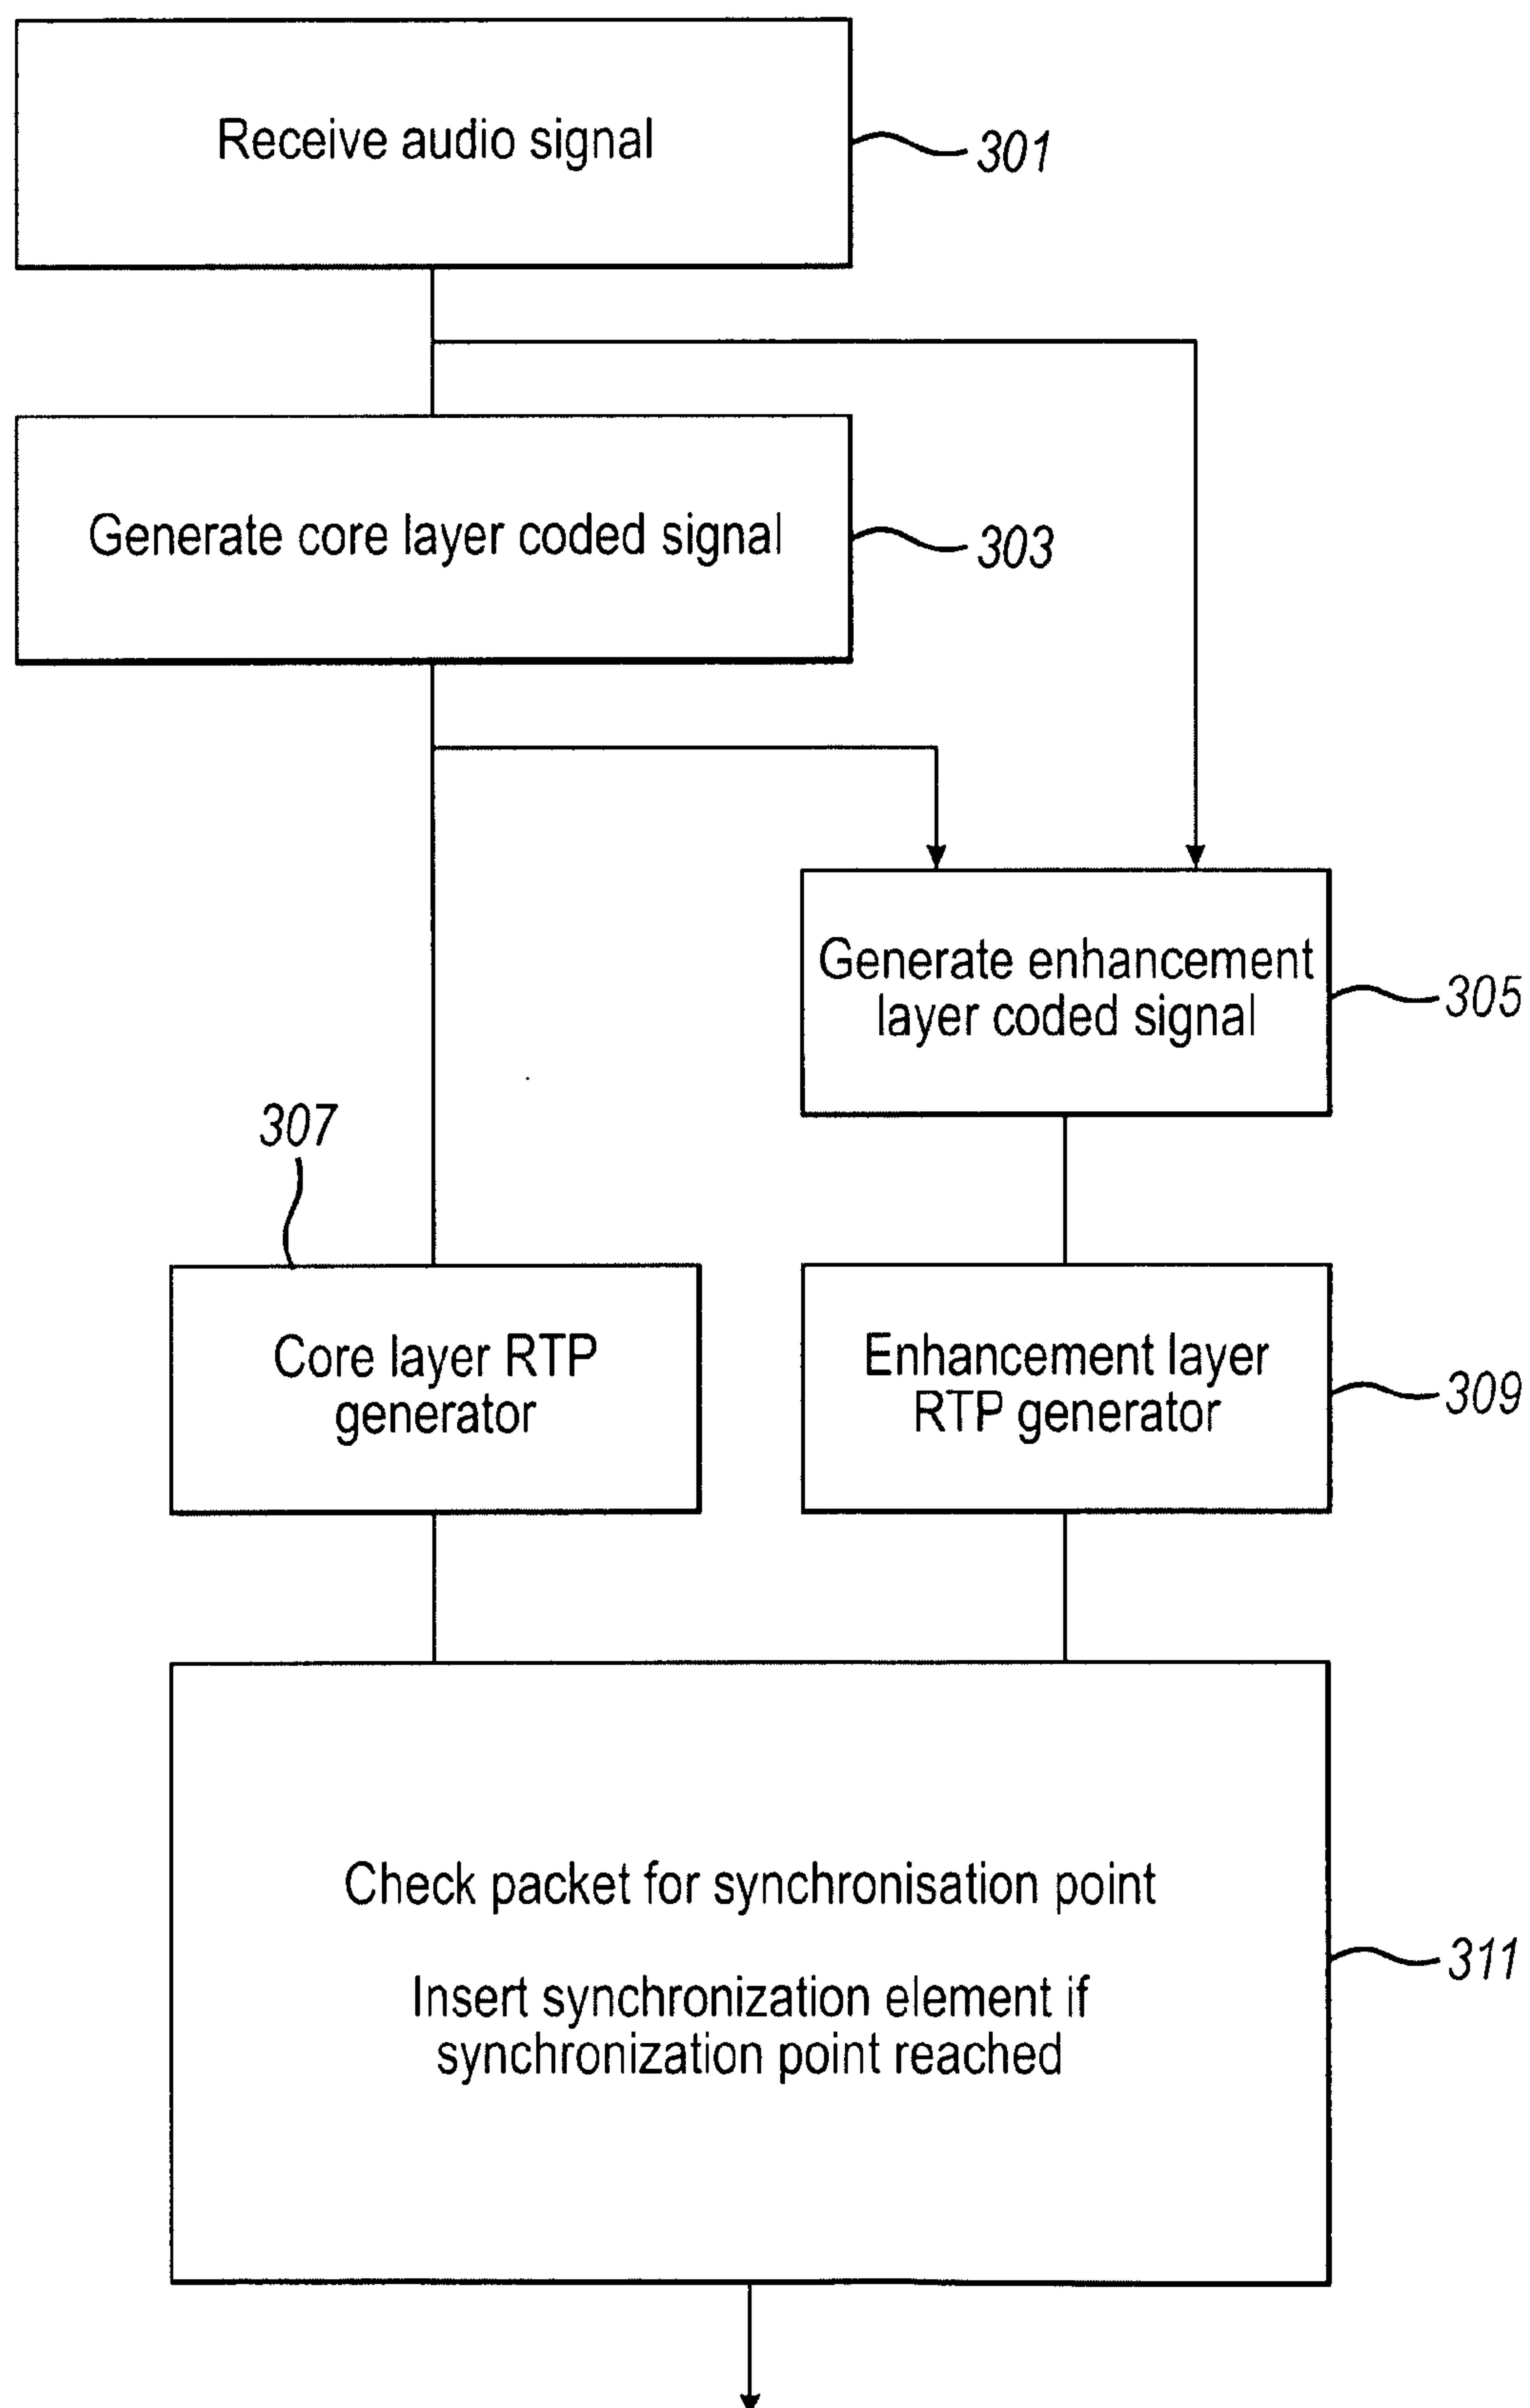 Receive audio signal
301
Generate core layer coded signal
303
Generate enhancement
layer coded signal
305
307
Core layer RTP
generator
Enhancement layer
RTP generator
309
Check packet for synchronisation point
Insert synchronization element if
synchronization point reached
311